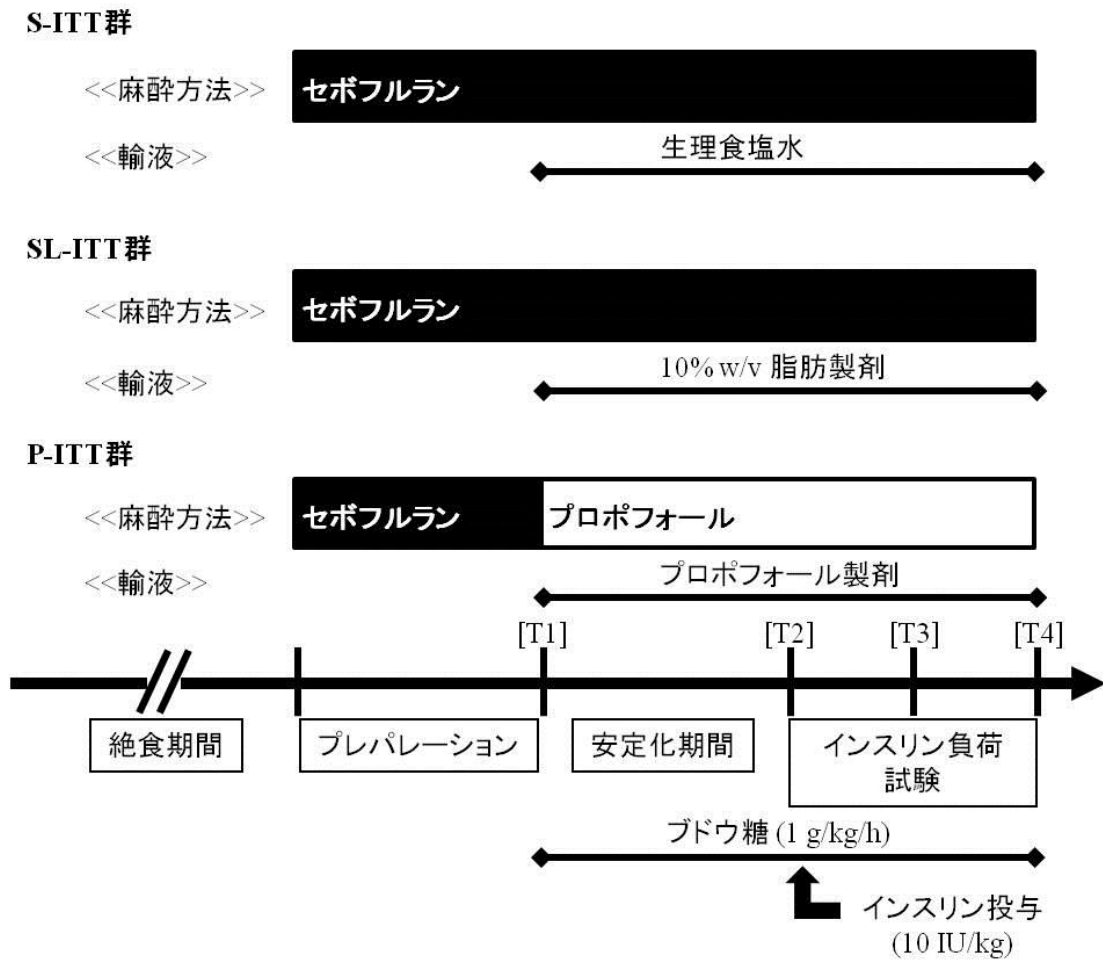 S-ITT群
<<麻酔方法>>
セボフルラン
<<輸液>>
生理食塩水
SL-ITT群
<<麻酔方法>>
セボフルラン
<<輸液>>
10% w/v 脂肪製剤
P-ITT群
<<麻酔方法>>
セボフルラン
プロポフォール
<<輸液>>
プロポフォール製剤
[T1]
[T2]
[T3]
[T4]
絶食期間
プレパレーション
安定化期間
インスリン負荷
試験
ブドウ糖 (1 g/kg/h)
インスリン投与
(10 IU/kg)